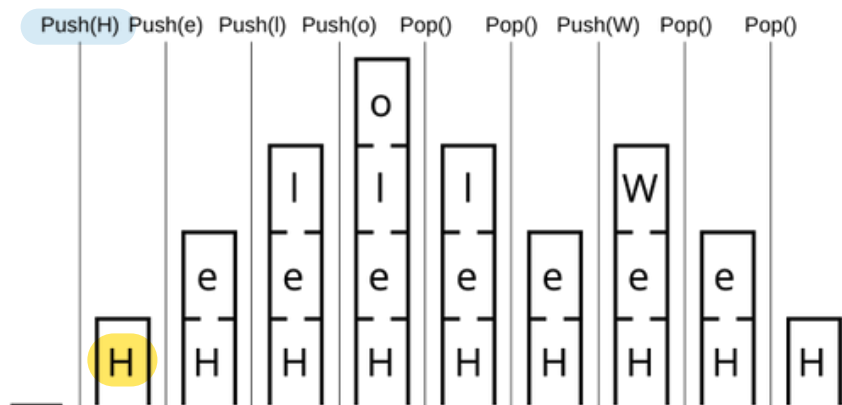 Push(H) Push(e) Push(l) Push(o) Pop() Pop() Push(W) Pop() Pop()
o
l l l W
e e e e e e e
H H H H H H H H H